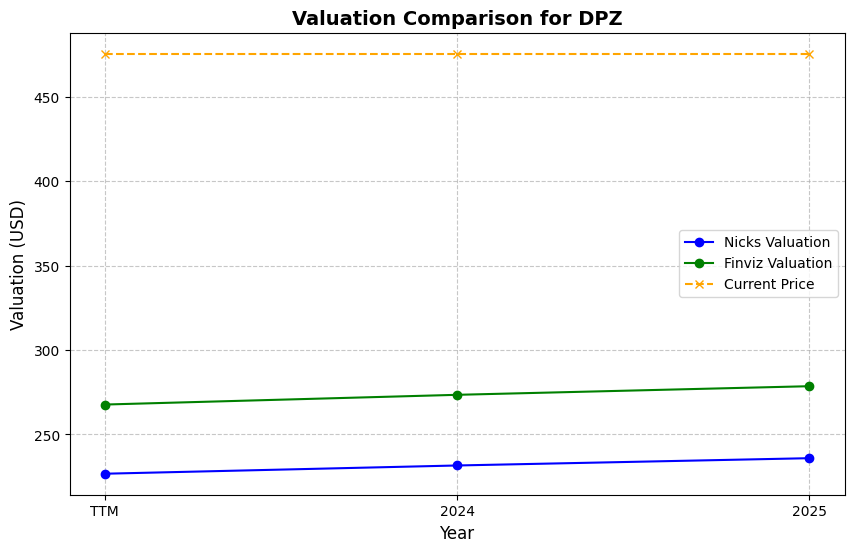 Valuation Comparison for DPZ
Valuation (USD)
450
400
350
300
250
Nicks Valuation
Finviz Valuation
Current Price
TTM
2024
2025
Year